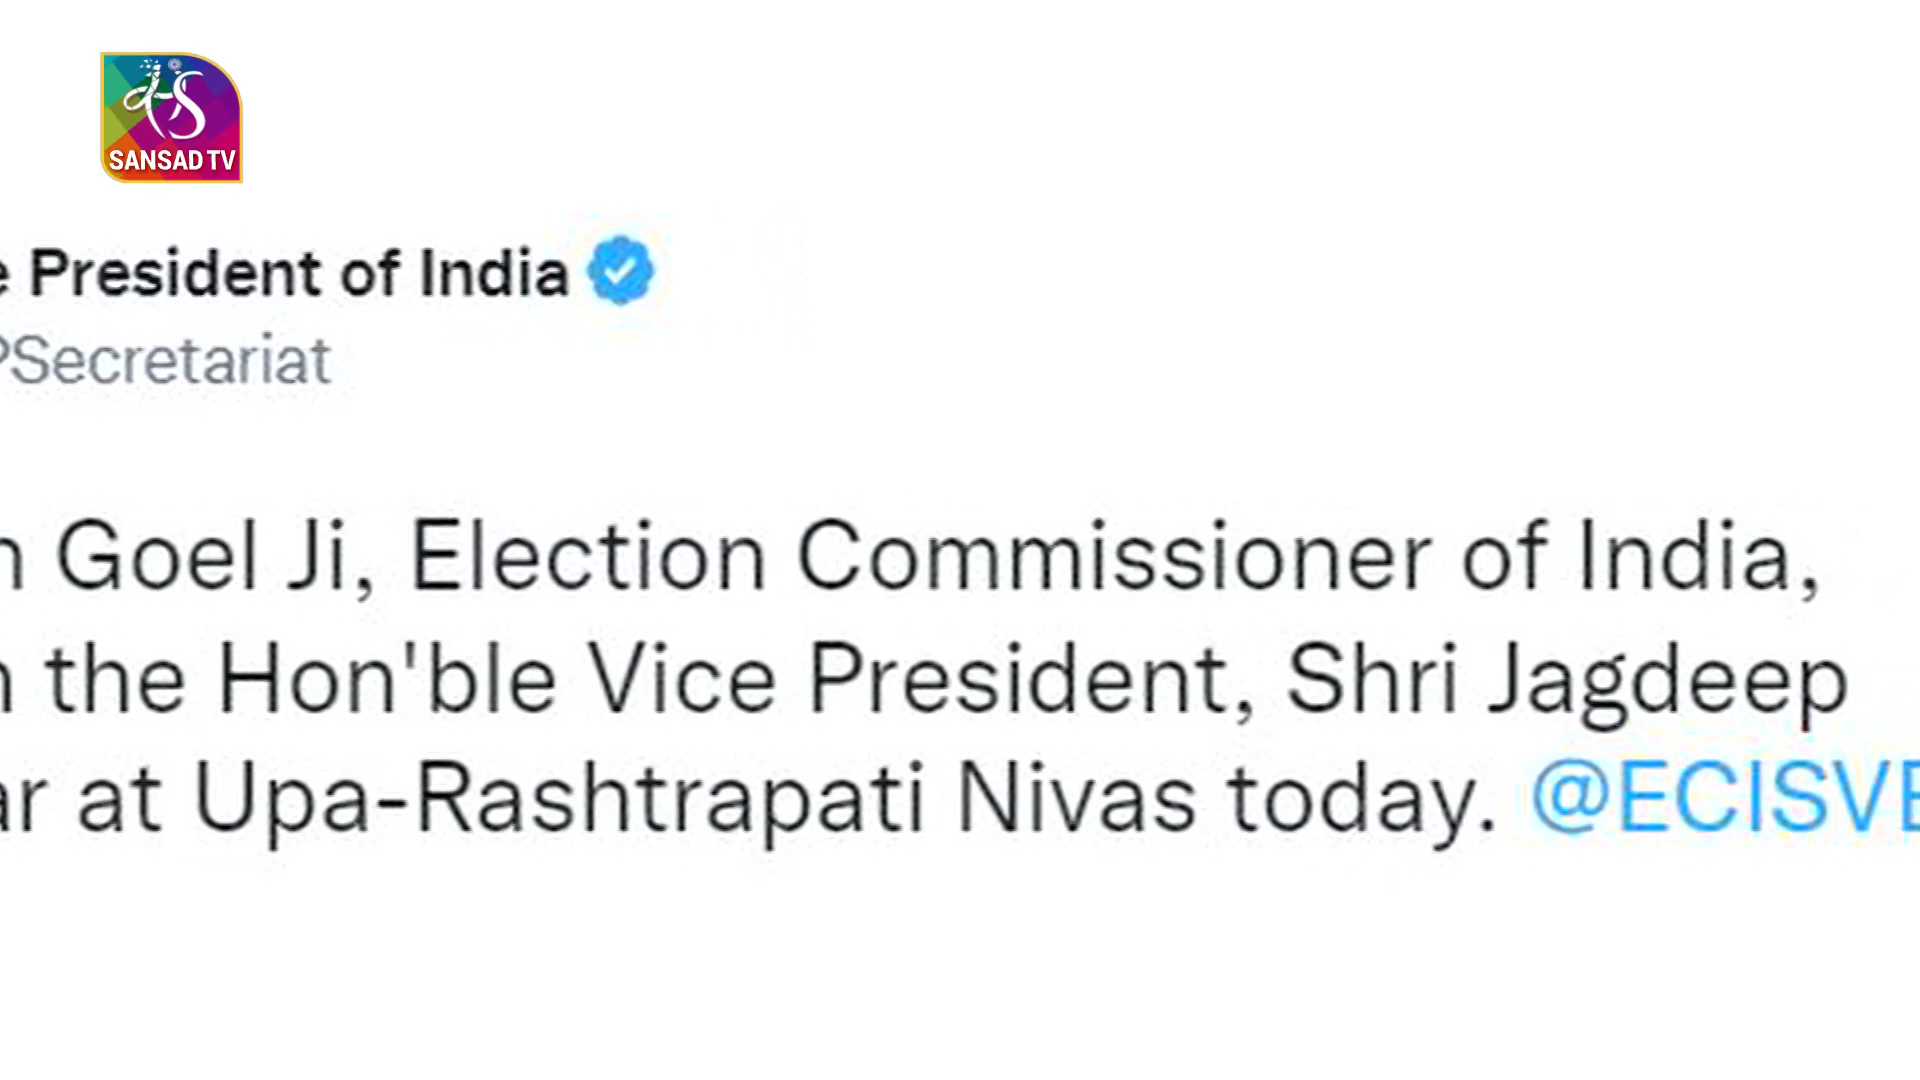 SANSAD TV
e President of India
PSecretariat
n Goel Ji, Election Commissioner of India,
n the Hon'ble Vice President, Shri Jagdeep
ar at Upa-Rashtrapati Nivas today. @ECISVE